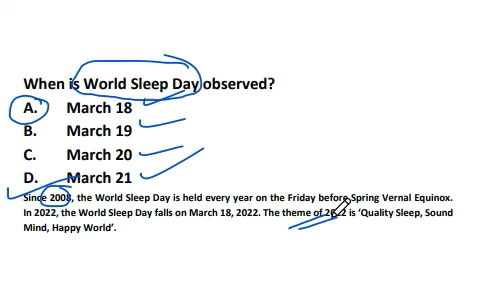 When is World Sleep Day observed?
A. March 18
B. March 19
C. March 20
D. March 21
Since 2008, the World Sleep Day is held every year on the Friday before Spring Vernal Equinox.
In 2022, the World Sleep Day falls on March 18, 2022. The theme of 2022 is ‘Quality Sleep, Sound
Mind, Happy World’.